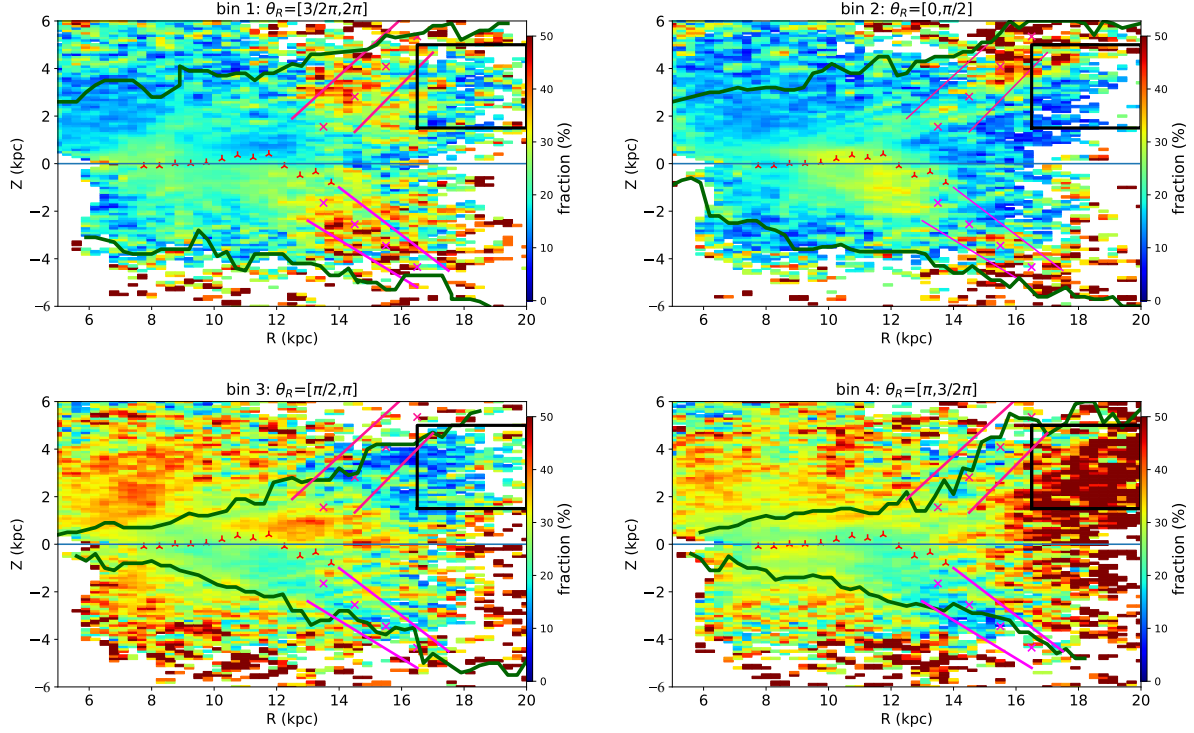 bin 1: θ_R=[3/2π,2π]
bin 2: θ_R=[0,π/2]
6
4
2
0
−2
−4
−6
Z (kpc)
6 8 10 12 14 16 18 20
R (kpc)
50
40
30
20
10
0
fraction (%)
6
4
2
0
−2
−4
−6
Z (kpc)
6 8 10 12 14 16 18 20
R (kpc)
50
40
30
20
10
0
fraction (%)
bin 3: θ_R=[π/2,π]
bin 4: θ_R=[π,3/2π]
6
4
2
0
−2
−4
−6
Z (kpc)
6 8 10 12 14 16 18 20
R (kpc)
50
40
30
20
10
0
fraction (%)
6
4
2
0
−2
−4
−6
Z (kpc)
6 8 10 12 14 16 18 20
R (kpc)
50
40
30
20
10
0
fraction (%)